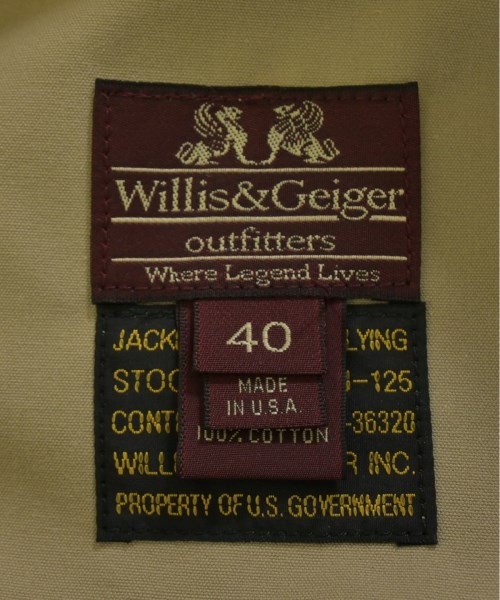 Willis&Geiger
outfitters
Where Legend Lives
40
MADE
IN U.S.A.
100% COTTON
JACK LYING
STOC -125
CONT -36320
WILL R INC.
PROPERTY OF U.S. GOVERNMENT